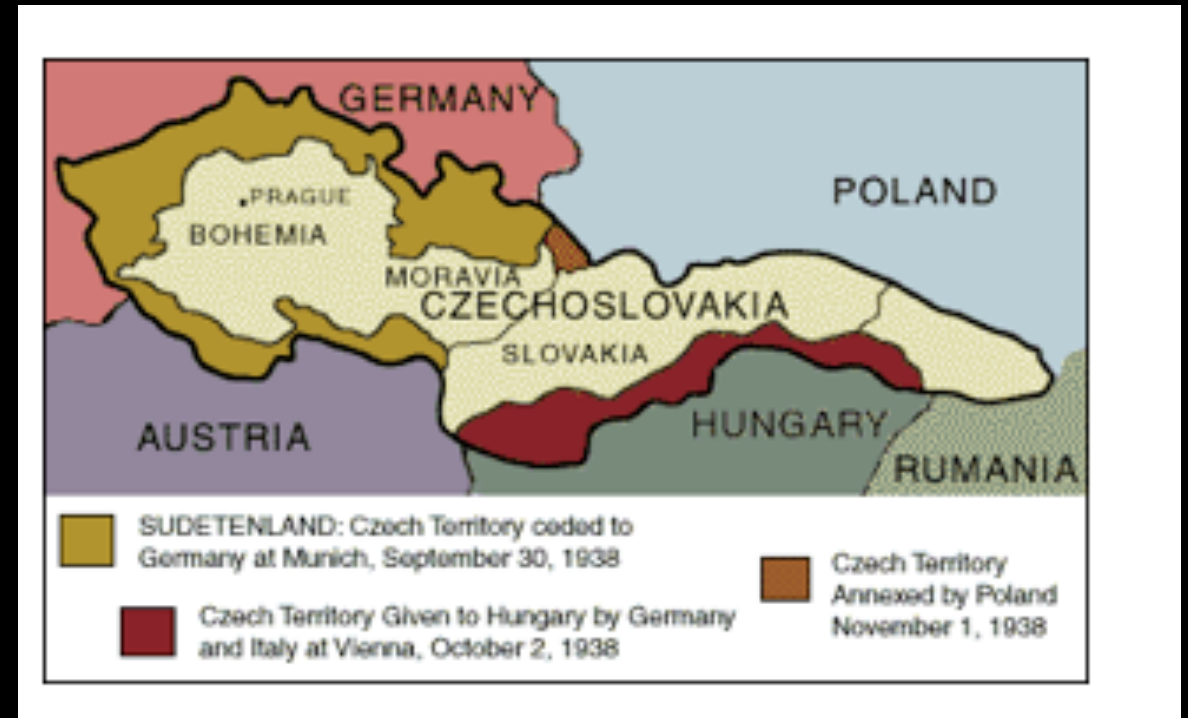 GERMANY
POLAND
PRAGUE
BOHEMIA
MORAVIA
CZECHOSLOVAKIA
SLOVAKIA
AUSTRIA
HUNGARY
RUMANIA
SUDETENLAND: Czech Territory ceded to
Germany at Munich, September 30, 1938
Czech Territory
Annexed by Poland
November 1, 1938
Czech Territory Given to Hungary by Germany
and Italy at Vienna, October 2, 1938